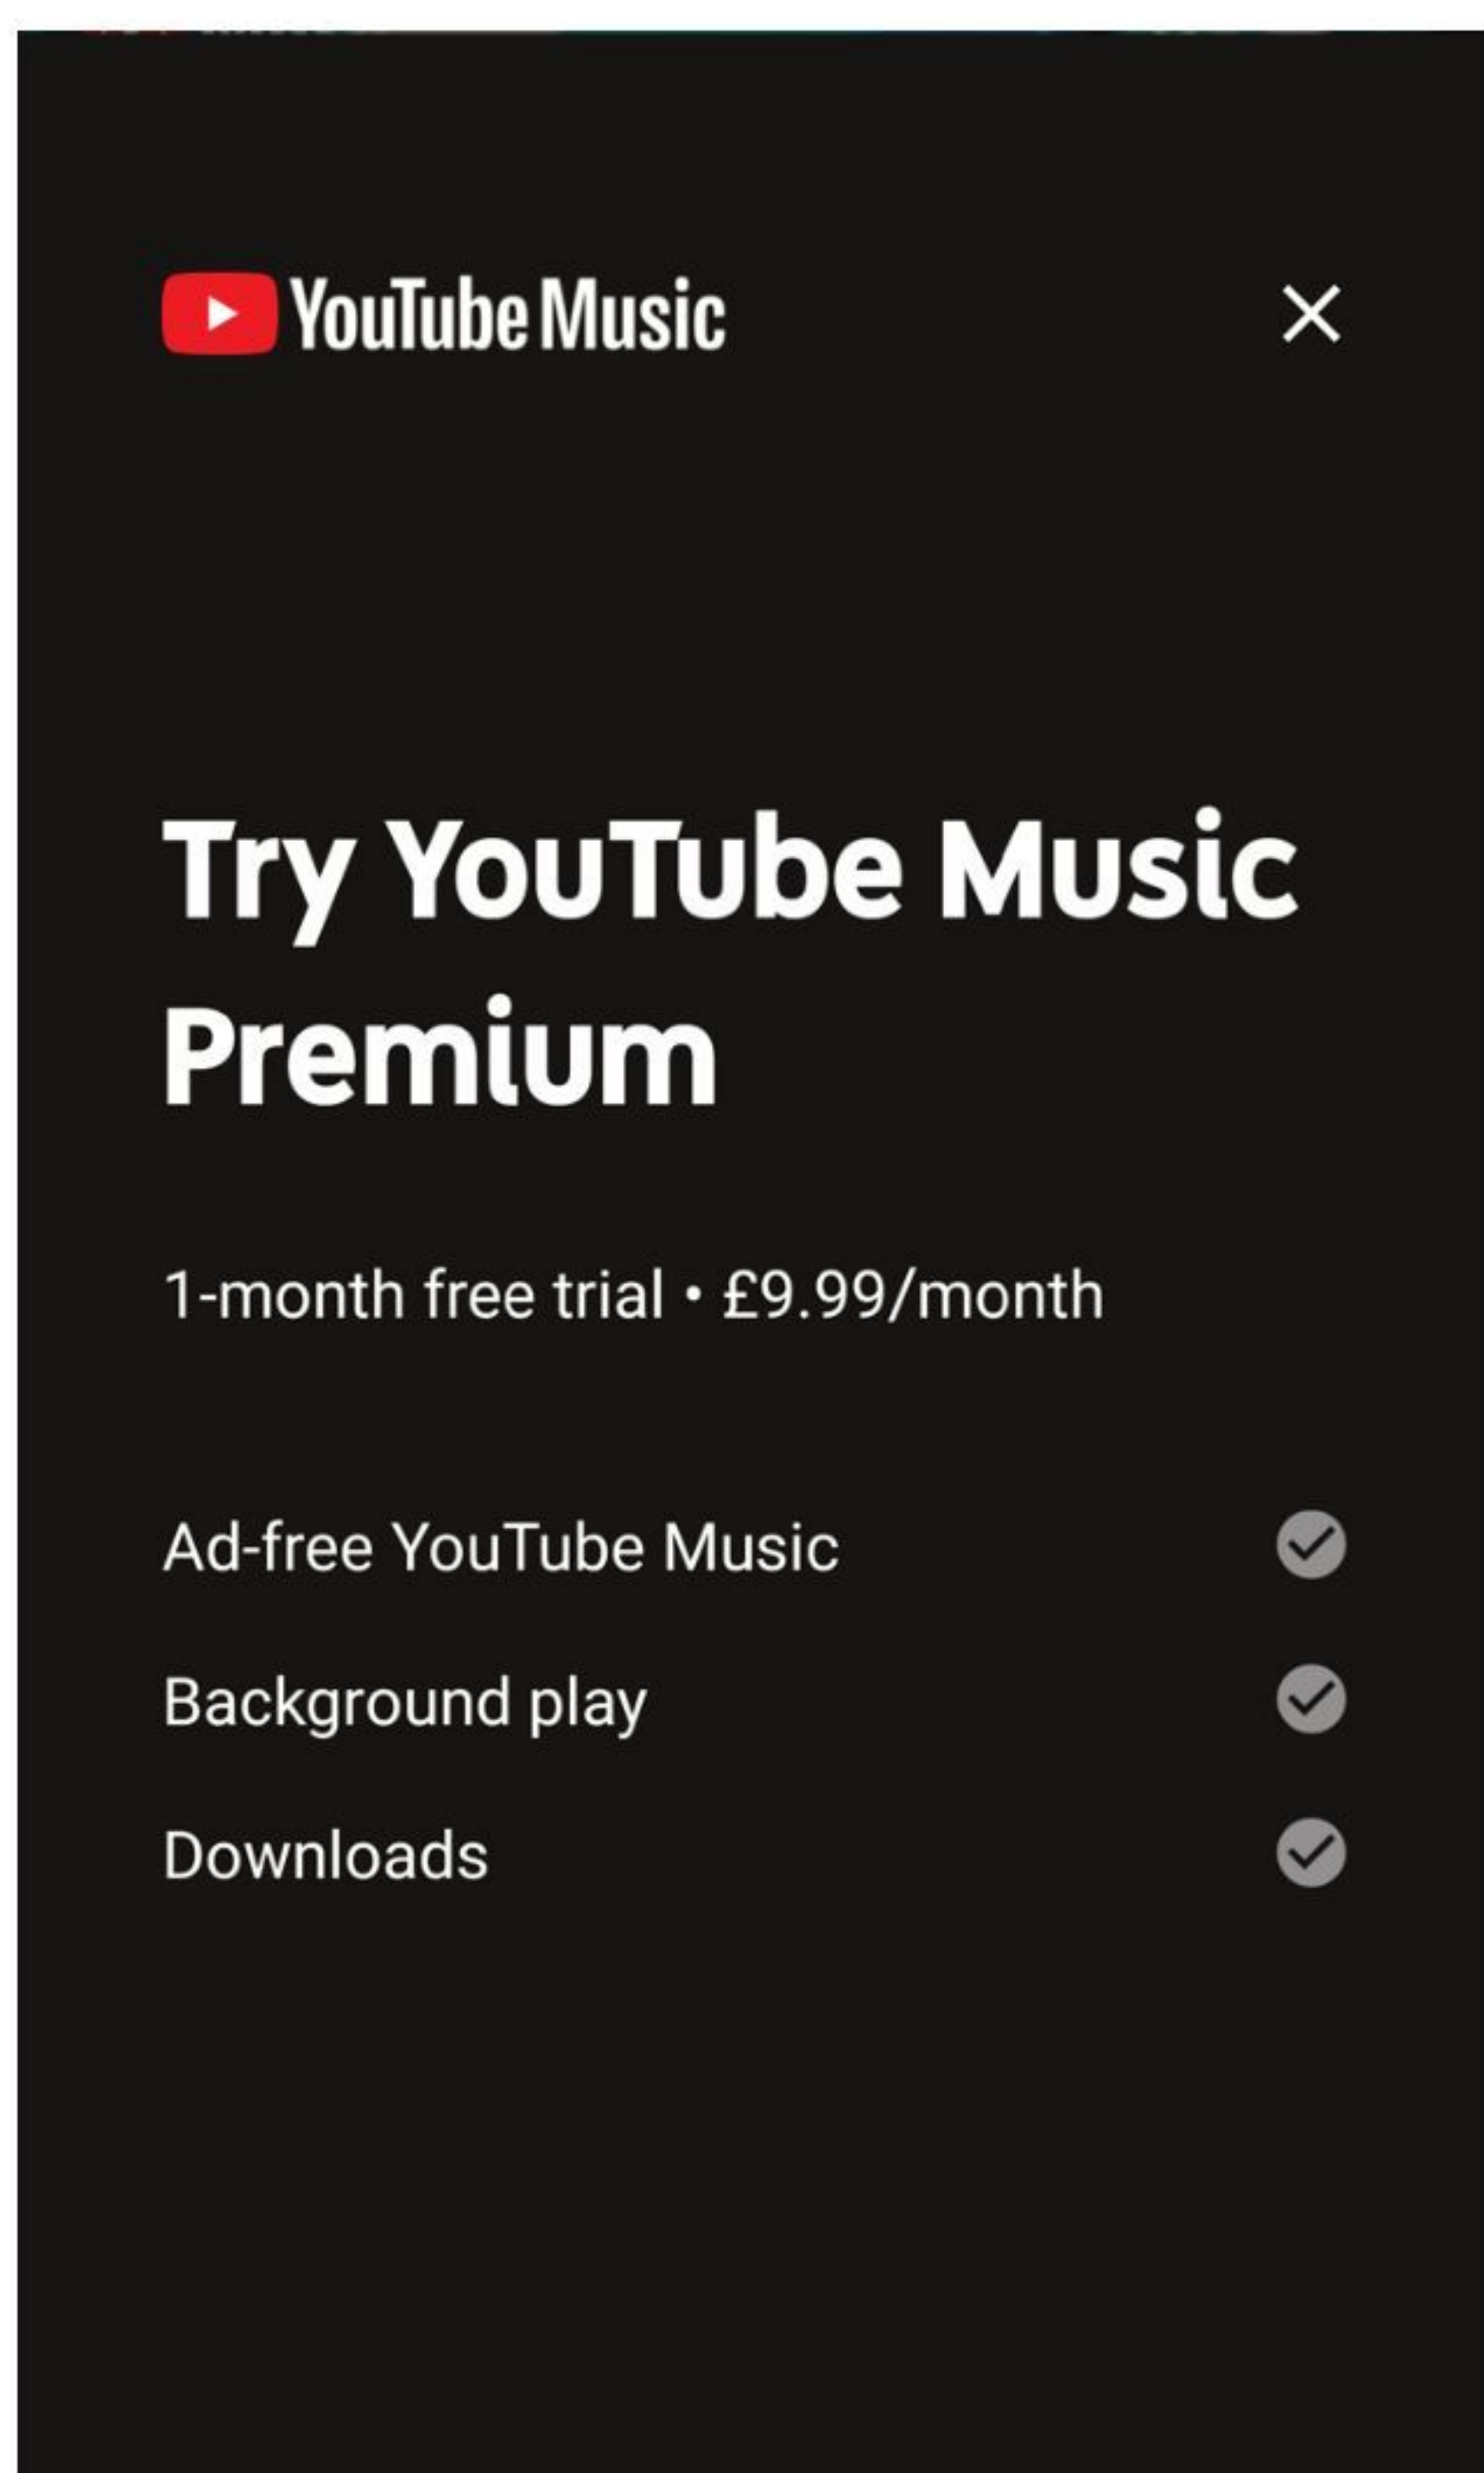 YouTube Music
Try YouTube Music
Premium
1-month free trial • £9.99/month
Ad-free YouTube Music
Background play
Downloads